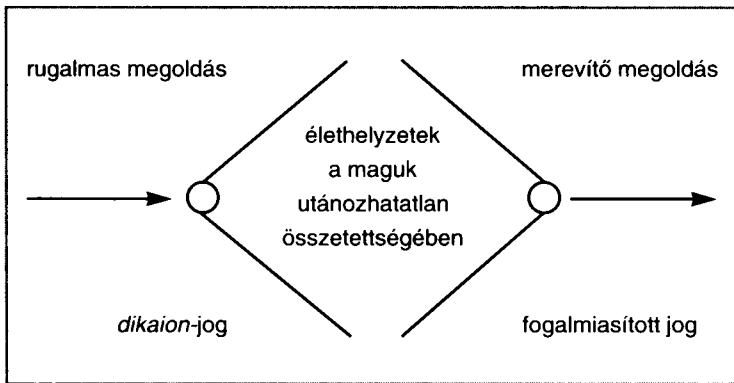 rugalmas megoldás
merevítő megoldás
élethelyzetek
a maguk
utánozhatatlan
összetettségében
dikaion-jog
fogalmiasított jog